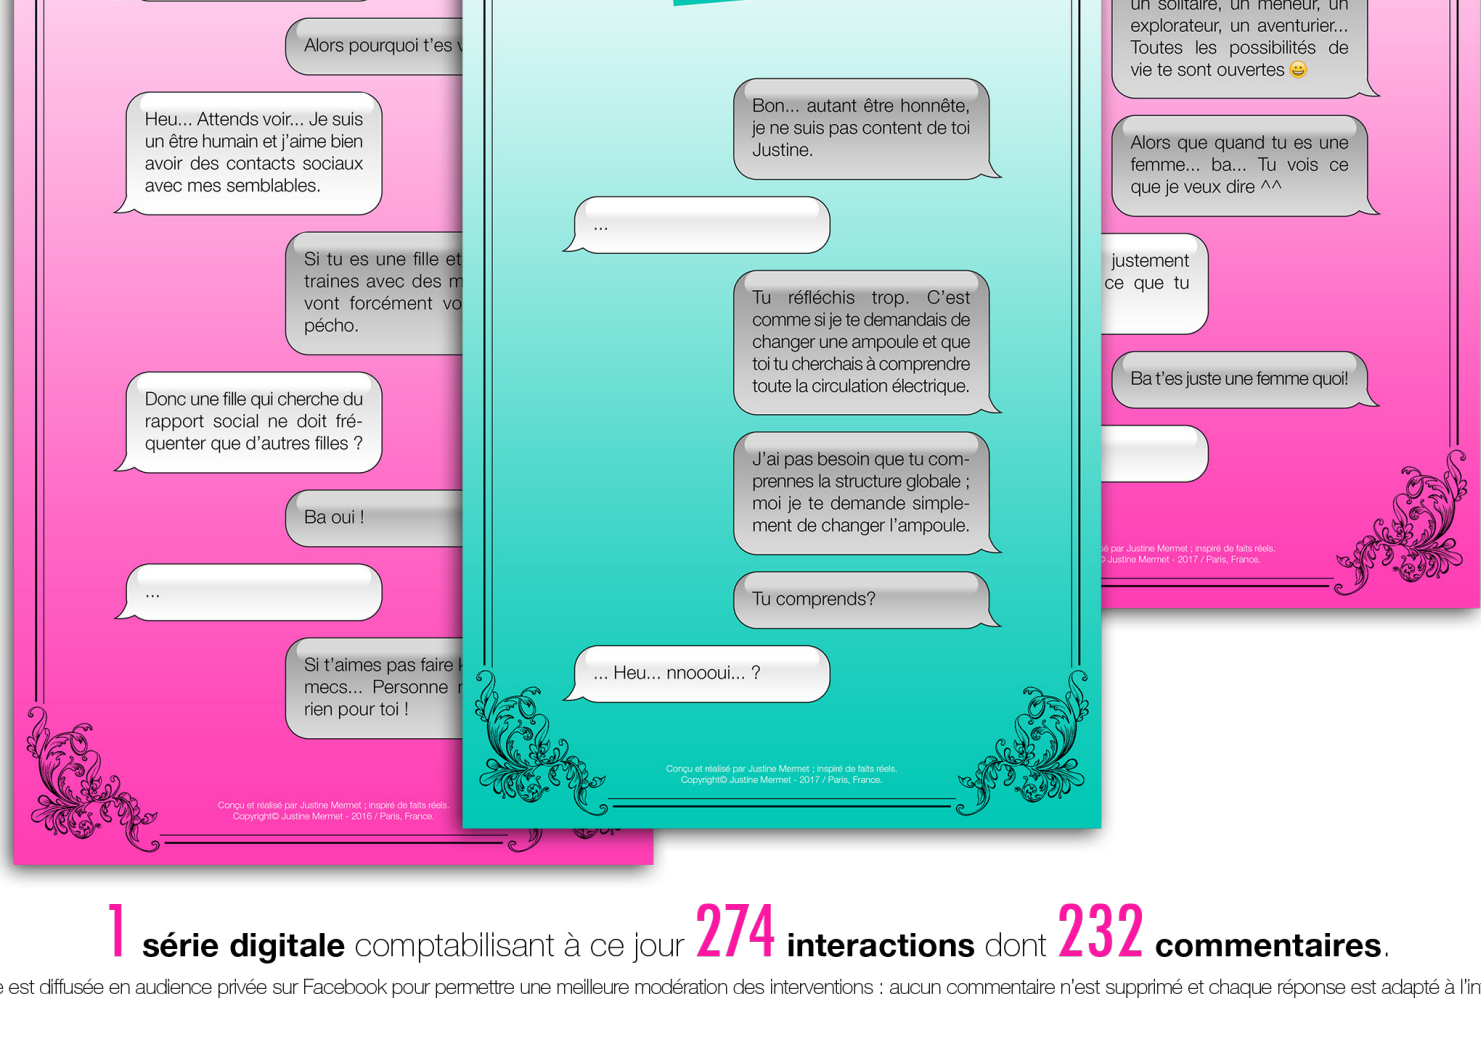 Alors pourquoi t'es
Heu... Attends voir... Je suis
un être humain et j'aime bien
avoir des contacts sociaux
avec mes semblables.
Si tu es une fille et
traines avec des
vont forcément
pécho.
Donc une fille qui cherche du
rapport social ne doit fré-
quenter que d'autres filles ?
Ba oui !
...
Si t'aimes pas faire
mecs... Personne
rien pour toi !
Conçu et réalisé par Justine Mermet ; inspiré de faits réels.
Copyright© Justine Mermet - 2016 / Paris, France.
Bon... autant être honnête,
je ne suis pas content de toi
Justine.
...
Tu réfléchis trop. C'est
comme si je te demandais de
changer une ampoule et que
toi tu cherchais à comprendre
toute la circulation électrique.
J'ai pas besoin que tu com-
prennes la structure globale ;
moi je te demande simple-
ment de changer l'ampoule.
Tu comprends?
... Heu... nnoooui... ?
Conçu et réalisé par Justine Mermet ; inspiré de faits réels.
Copyright© Justine Mermet - 2017 / Paris, France.
un solitaire, un meneur, un
explorateur, un aventurier...
Toutes les possibilités de
vie te sont ouvertes 😀
Alors que quand tu es une
femme... ba... Tu vois ce
que je veux dire ^^
justement
ce que tu
Ba t'es juste une femme quoi!
par Justine Mermet ; inspiré de faits réels.
Justine Mermet - 2017 / Paris, France.
1 série digitale comptabilisant à ce jour 274 interactions dont 232 commentaires.
est diffusée en audience privée sur Facebook pour permettre une meilleure modération des interventions : aucun commentaire n'est supprimé et chaque réponse est adapté à